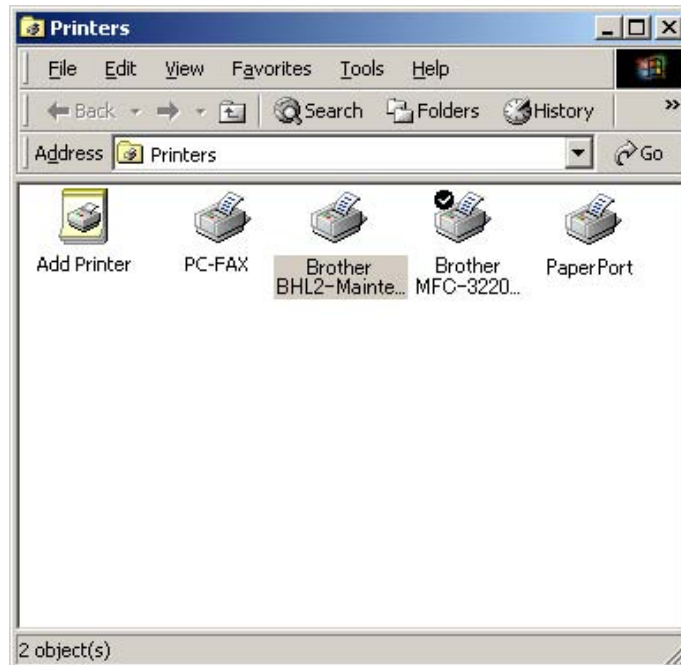 Printers
File Edit View Favorites Tools Help
Back Search Folders History »
Address Printers Go
Add Printer PC-FAX Brother Brother PaperPort
BHL2-Mainte... MFC-3220...
2 object(s)